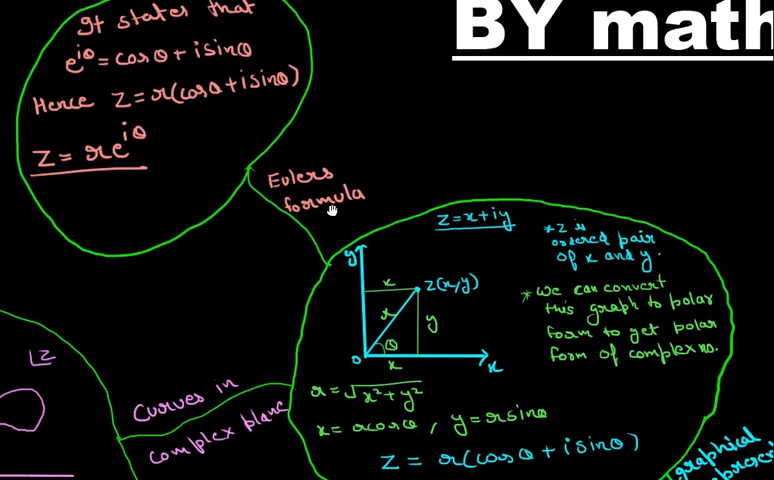 It states that
e^iθ = cosθ + isinθ
Hence z = r(cosθ + isinθ)
z = re^iθ
BY math
Eulers
formula
z = x + iy
* z is
ordered pair
of x and y.
* we can convert
this graph to polar
form to get polar
form of complex no.
y
x
z(x,y)
r
y
θ
O
x
x
r = √x² + y²
x = rcosθ , y = rsinθ
z = r(cosθ + isinθ)
Curves in
complex plane
graphical